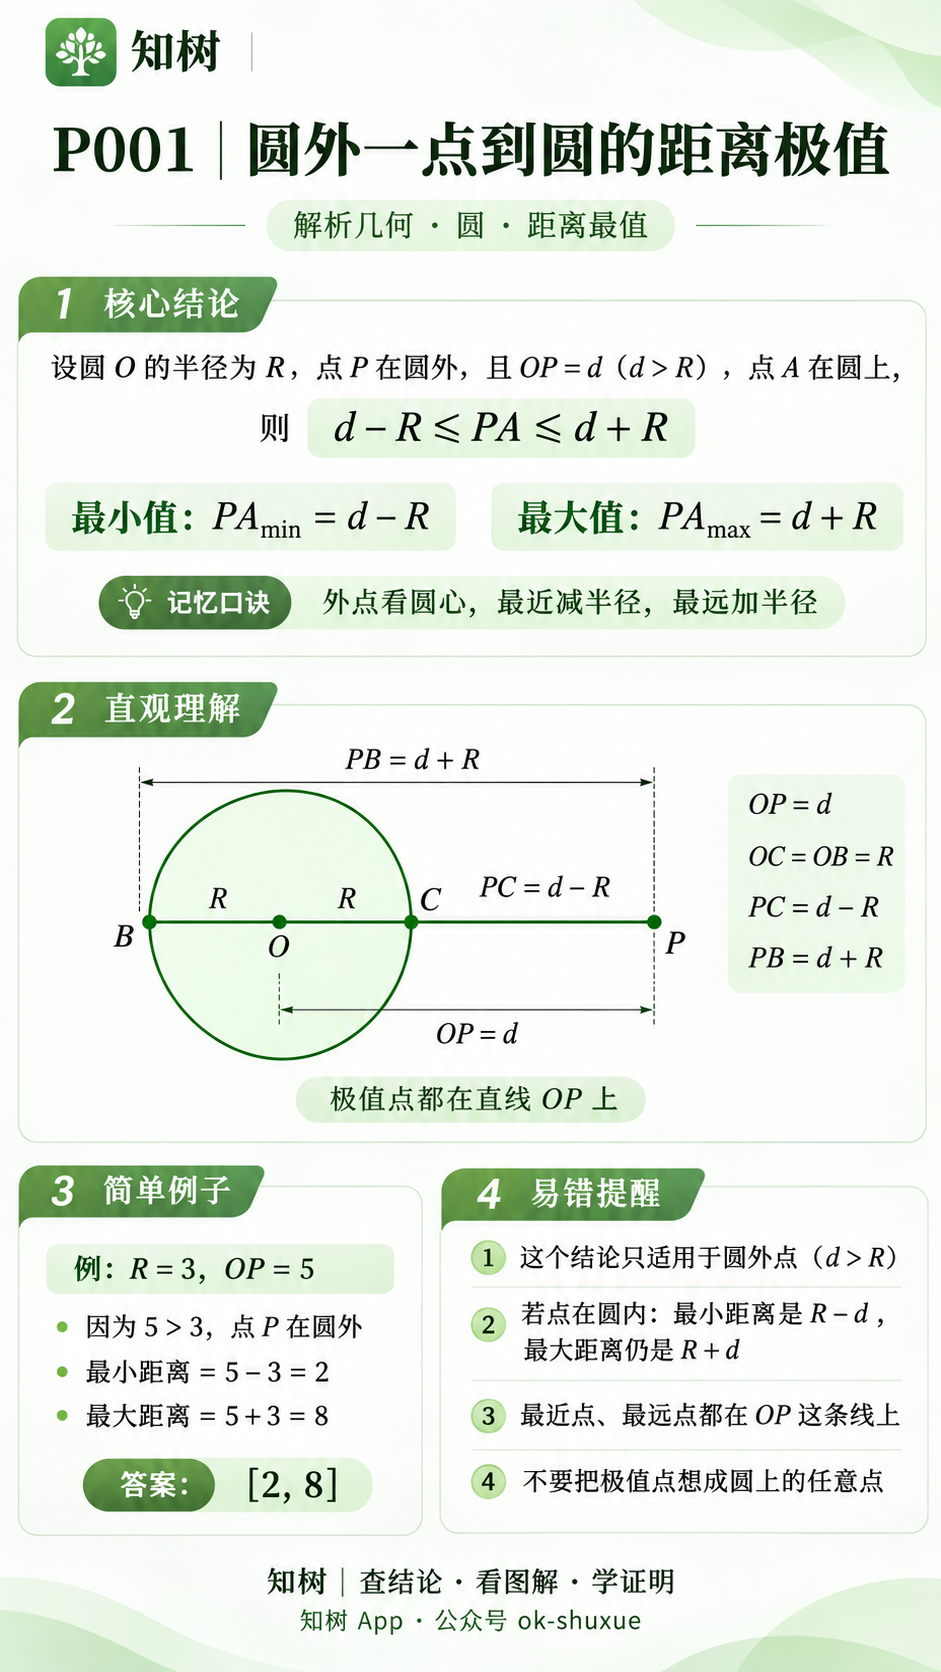 知树
P001｜圆外一点到圆的距离极值
解析几何 · 圆 · 距离最值
1 核心结论
设圆 O 的半径为 R，点 P 在圆外，且 OP = d（d > R），点 A 在圆上，
则 d − R ⩽ PA ⩽ d + R
最小值：PAmin = d − R
最大值：PAmax = d + R
记忆口诀 外点看圆心，最近减半径，最远加半径
2 直观理解
PB = d + R
R
R
C
PC = d − R
B
O
P
OP = d
OP = d
OC = OB = R
PC = d − R
PB = d + R
极值点都在直线 OP 上
3 简单例子
例：R = 3，OP = 5
因为 5 > 3，点 P 在圆外
最小距离 = 5 − 3 = 2
最大距离 = 5 + 3 = 8
答案： [2, 8]
4 易错提醒
1 这个结论只适用于圆外点（d > R）
2 若点在圆内：最小距离是 R − d，
最大距离仍是 R + d
3 最近点、最远点都在 OP 这条线上
4 不要把极值点想成圆上的任意点
知树｜查结论 · 看图解 · 学证明
知树 App · 公众号 ok-shuxue